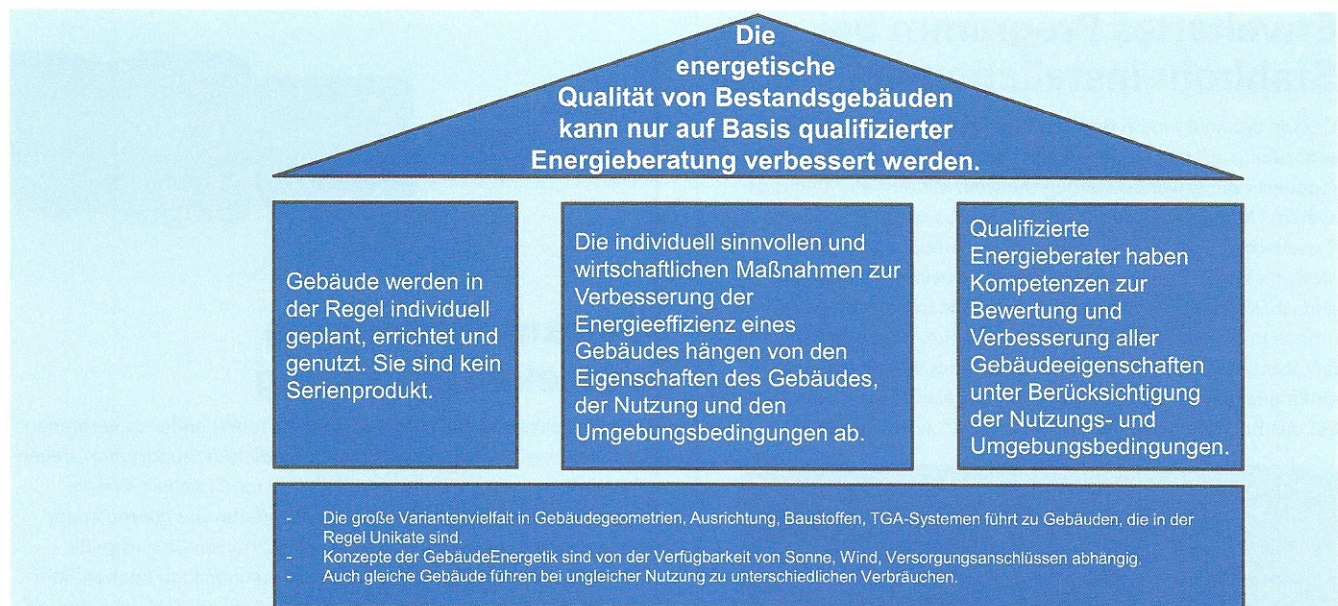 Die
energetische
Qualität von Bestandsgebäuden
kann nur auf Basis qualifizierter
Energieberatung verbessert werden.
Gebäude werden in
der Regel individuell
geplant, errichtet und
genutzt. Sie sind kein
Serienprodukt.
Die individuell sinnvollen und
wirtschaftlichen Maßnahmen zur
Verbesserung der
Energieeffizienz eines
Gebäudes hängen von den
Eigenschaften des Gebäudes,
der Nutzung und den
Umgebungsbedingungen ab.
Qualifizierte
Energieberater haben
Kompetenzen zur
Bewertung und
Verbesserung aller
Gebäudeeigenschaften
unter Berücksichtigung
der Nutzungs- und
Umgebungsbedingungen.
- Die große Variantenvielfalt in Gebäudegeometrien, Ausrichtung, Baustoffen, TGA-Systemen führt zu Gebäuden, die in der
Regel Unikate sind.
- Konzepte der GebäudeEnergetik sind von der Verfügbarkeit von Sonne, Wind, Versorgungsanschlüssen abhängig.
- Auch gleiche Gebäude führen bei ungleicher Nutzung zu unterschiedlichen Verbräuchen.